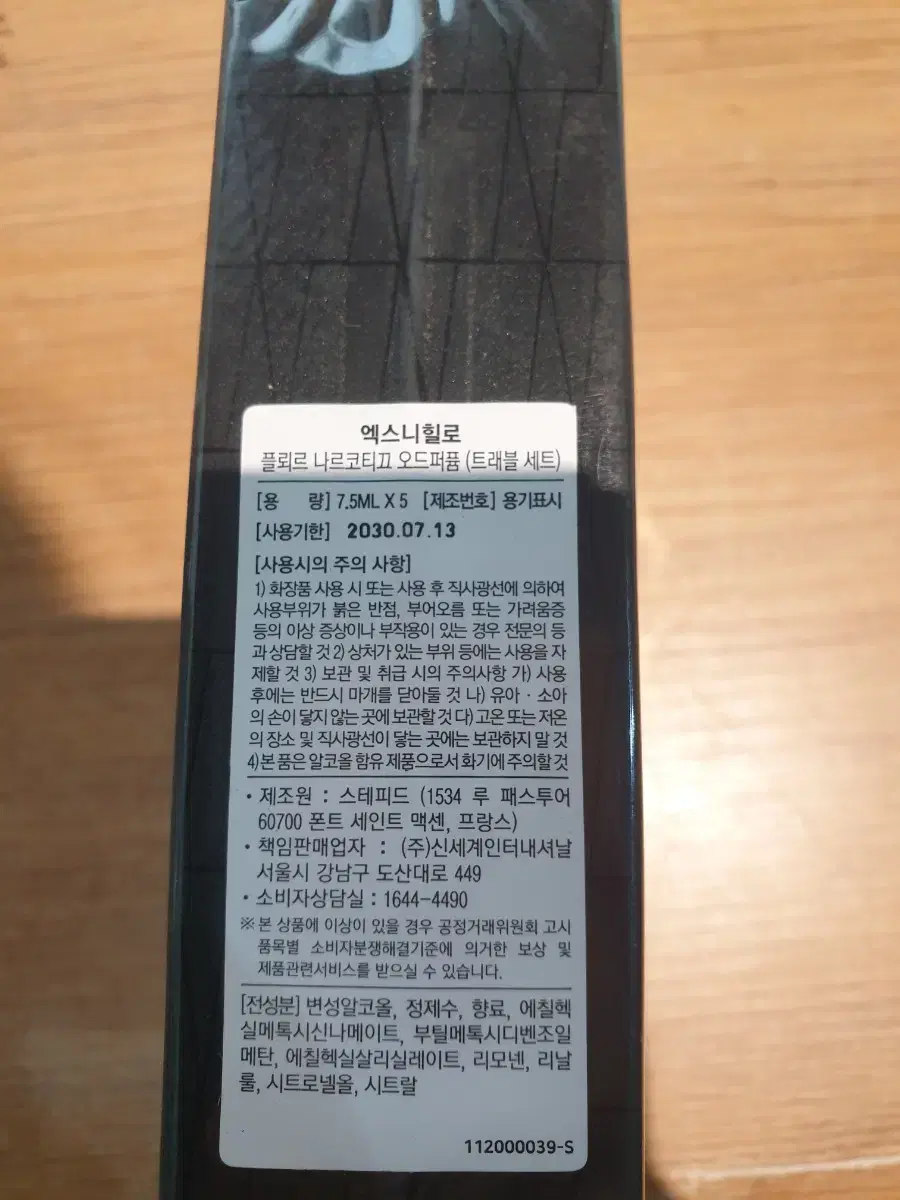 엑스니힐로
플뢰르 나르코티끄 오드퍼퓸 (트래블 세트)
[용 량] 7.5ML X 5 [제조번호] 용기표시
[사용기한] 2030.07.13
[사용시의 주의 사항]
1) 화장품 사용 시 또는 사용 후 직사광선에 의하여
사용부위가 붉은 반점, 부어오름 또는 가려움증
등의 이상 증상이나 부작용이 있는 경우 전문의 등
과 상담할 것 2) 상처가 있는 부위 등에는 사용을 자
제할 것 3) 보관 및 취급 시의 주의사항 가) 사용
후에는 반드시 마개를 닫아둘 것 나) 유아 · 소아
의 손이 닿지 않는 곳에 보관할 것 다) 고온 또는 저온
의 장소 및 직사광선이 닿는 곳에는 보관하지 말 것
4)본 품은 알코올 함유 제품으로서 화기에 주의할 것
• 제조원 : 스테피드 (1534 루 패스투어
60700 폰트 세인트 맥센, 프랑스)
• 책임판매업자 : (주)신세계인터내셔날
서울시 강남구 도산대로 449
• 소비자상담실 : 1644-4490
※ 본 상품에 이상이 있을 경우 공정거래위원회 고시
품목별 소비자분쟁해결기준에 의거한 보상 및
제품관련서비스를 받으실 수 있습니다.
[전성분] 변성알코올, 정제수, 향료, 에칠헥
실메톡시신나메이트, 부틸메톡시디벤조일
메탄, 에칠헥실살리실레이트, 리모넨, 리날
룰, 시트로넬올, 시트랄
112000039-S